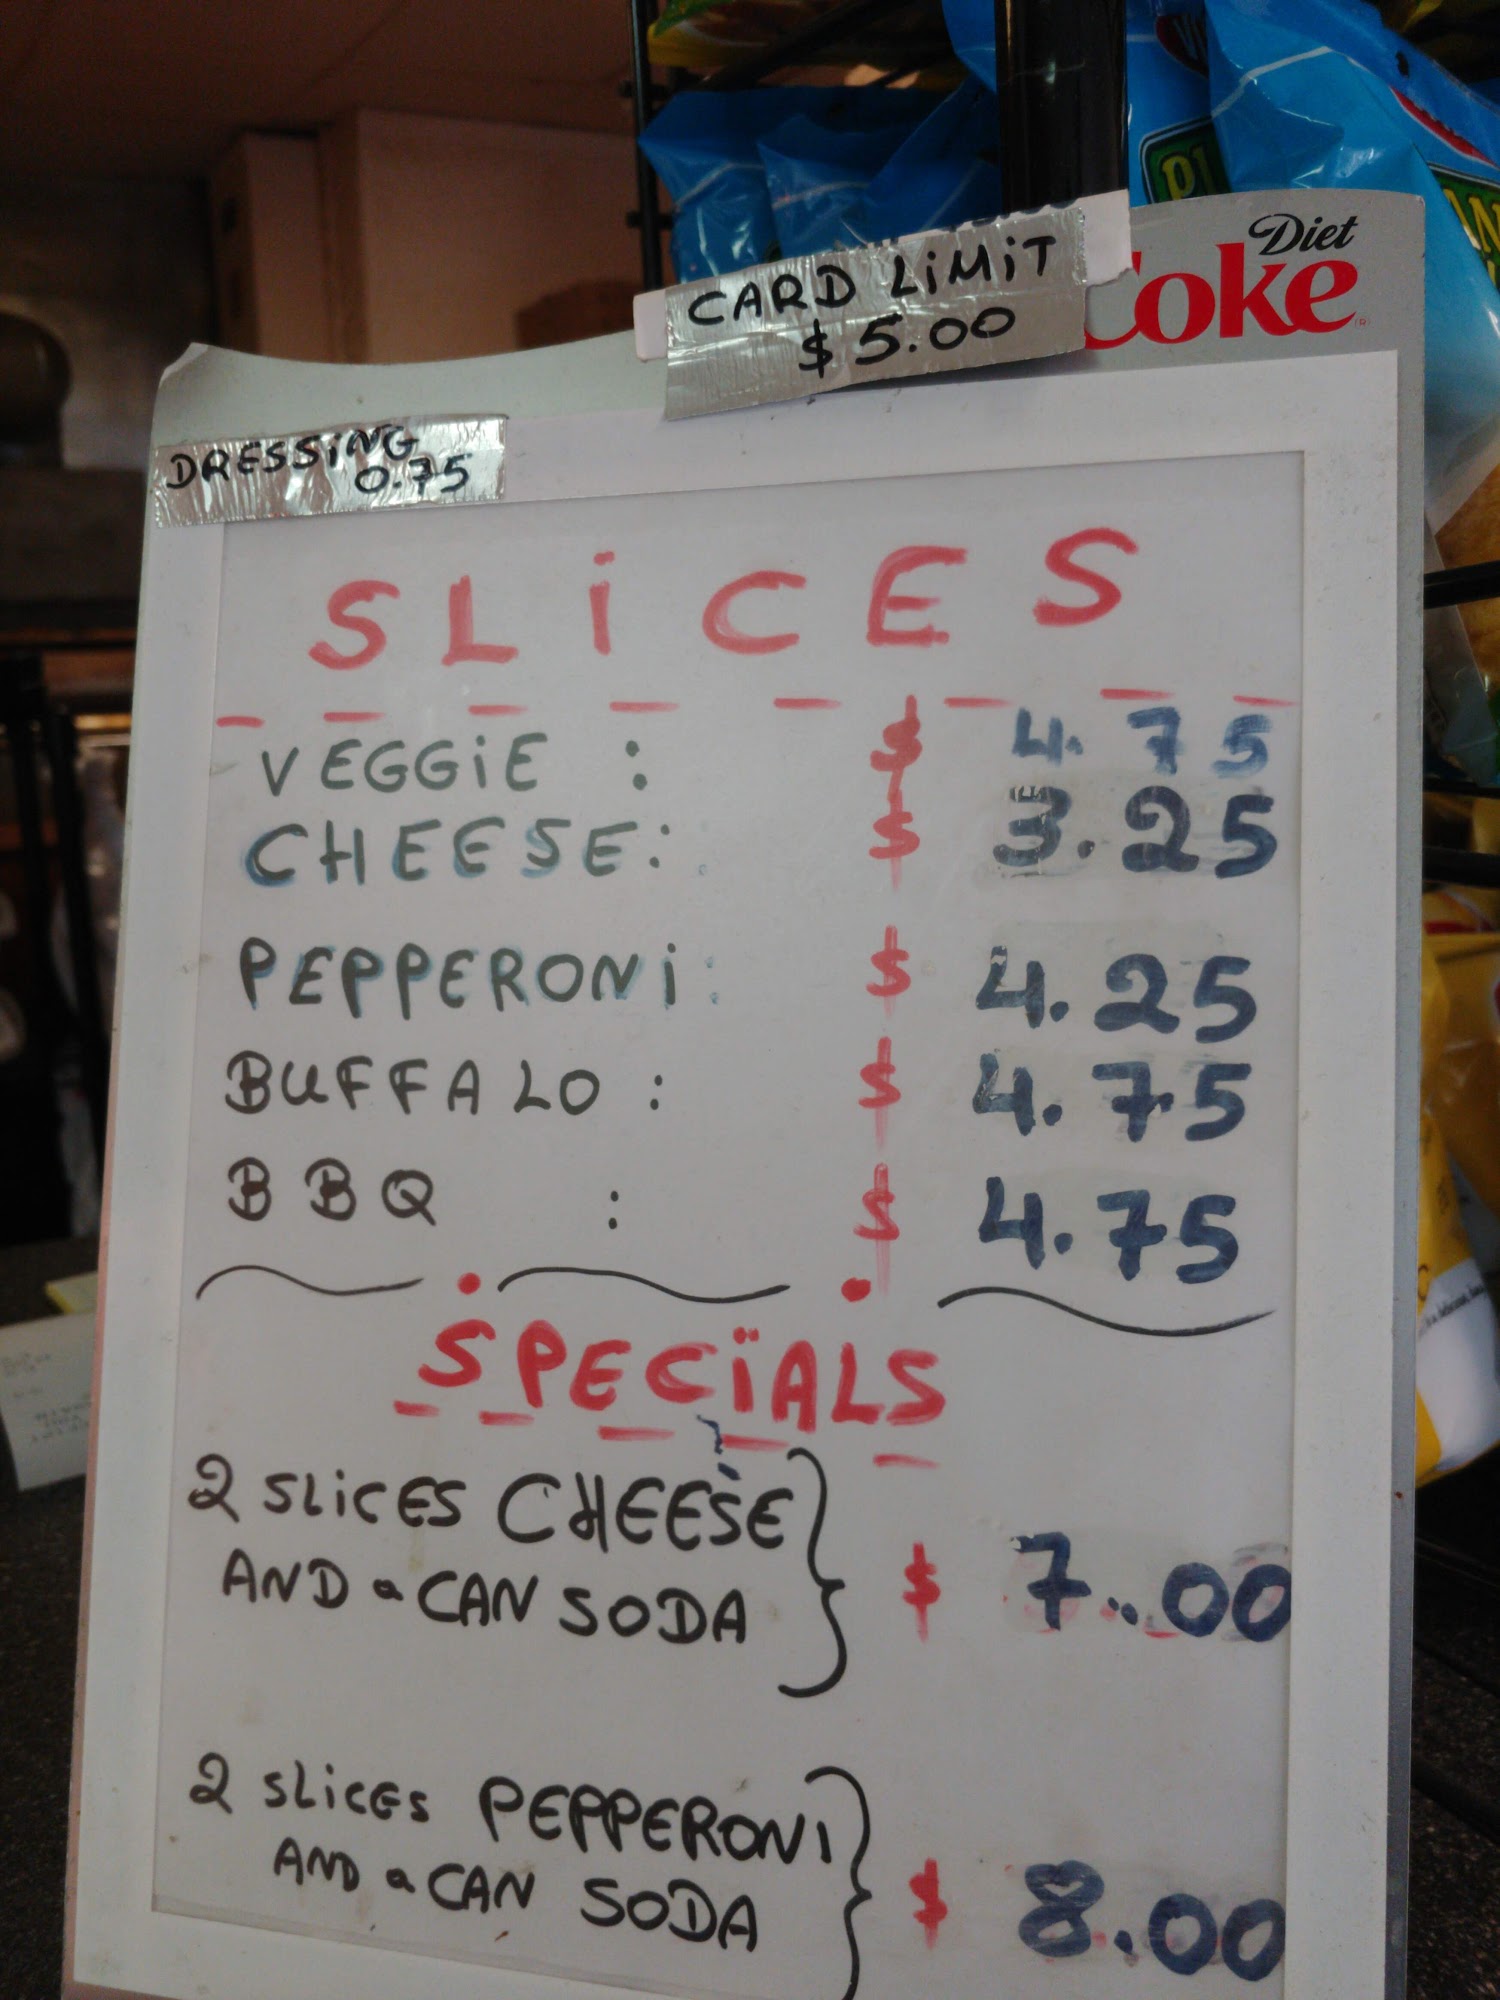 Diet
Coke
CARD LiMiT
$ 5.00
DRESSiNG
0.75
SLiCES
VEGGiE : $ 4.75
CHEESE: $ 3.25
PEPPERONi: $ 4.25
BUFFALO : $ 4.75
BBQ : $ 4.75
SPECiALS
2 SLiCES CHEESE
AND a CAN SODA
$ 7.00
2 SLiCES PEPPERONi
AND a CAN SODA
$ 8.00